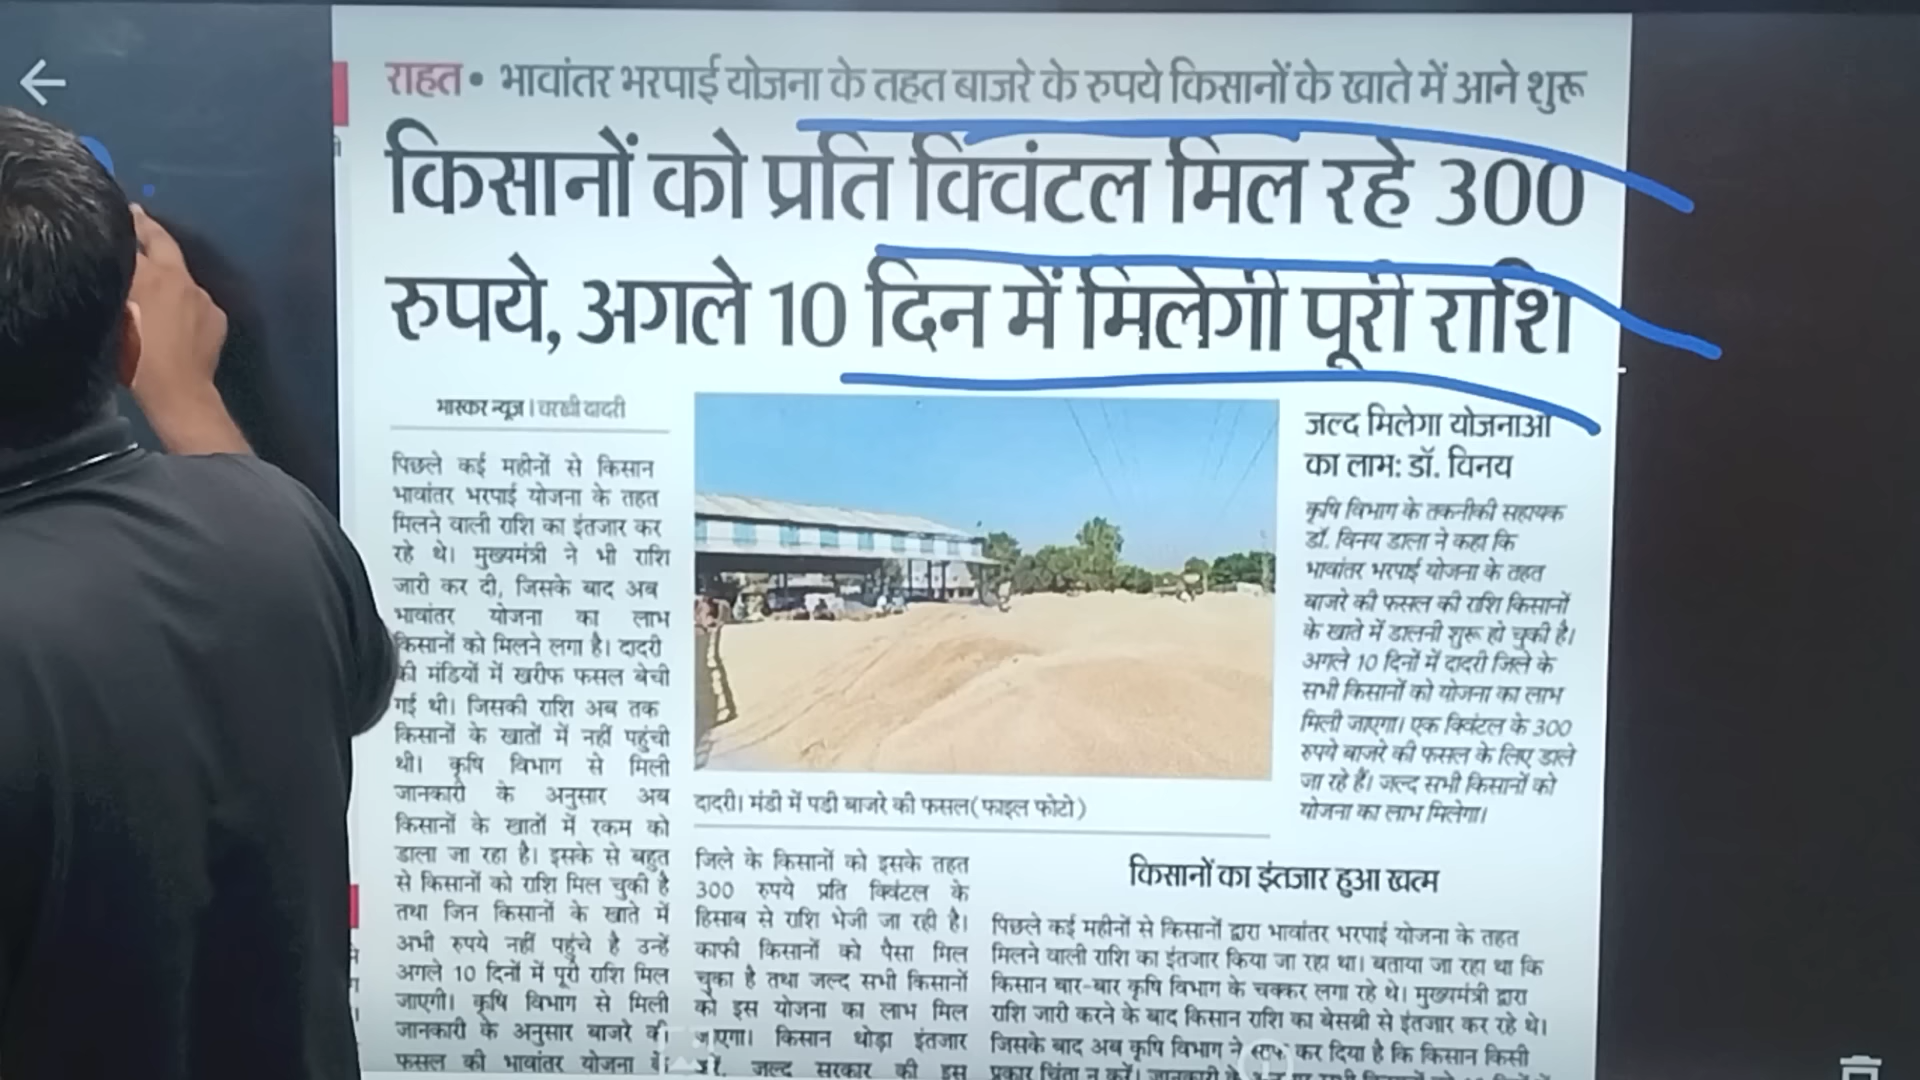 राहत • भावांतर भरपाई योजना के तहत बाजरे के रुपये किसानों के खाते में आने शुरू
किसानों को प्रति क्विंटल मिल रहे 300
रुपये, अगले 10 दिन में मिलेगी पूरी राशि
भास्कर न्यूज | चरखी दादरी
पिछले कई महीनों से किसान
भावांतर भरपाई योजना के तहत
मिलने वाली राशि का इंतजार कर
रहे थे। मुख्यमंत्री ने भी राशि
जारी कर दी, जिसके बाद अब
भावांतर योजना का लाभ
किसानों को मिलने लगा है। दादरी
की मंडियों में खरीफ फसल बेची
गई थी। जिसकी राशि अब तक
किसानों के खातों में नहीं पहुंची
थी। कृषि विभाग से मिली
जानकारी के अनुसार अब
किसानों के खातों में रकम को
डाला जा रहा है। इसके से बहुत
से किसानों को राशि मिल चुकी है
तथा जिन किसानों के खाते में
अभी रुपये नहीं पहुंचे है उन्हें
अगले 10 दिनों में पूरी राशि मिल
जाएगी। कृषि विभाग से मिली
जानकारी के अनुसार बाजरे की
फसल की भावांतर योजना के
दादरी। मंडी में पडी बाजरे की फसल(फाइल फोटो)
जिले के किसानों को इसके तहत
300 रुपये प्रति क्विंटल के
हिसाब से राशि भेजी जा रही है।
काफी किसानों को पैसा मिल
चुका है तथा जल्द सभी किसानों
को इस योजना का लाभ मिल
जाएगा। किसान थोड़ा इंतजार
करें, जल्द सरकार की इस
जल्द मिलेगा योजनाओं
का लाभ: डॉ. विनय
कृषि विभाग के तकनीकी सहायक
डॉ. विनय डाला ने कहा कि
भावांतर भरपाई योजना के तहत
बाजरे की फसल की राशि किसानों
के खाते में डालनी शुरू हो चुकी है।
अगले 10 दिनों में दादरी जिले के
सभी किसानों को योजना का लाभ
मिली जाएगा। एक क्विंटल के 300
रुपये बाजरे की फसल के लिए डाले
जा रहे हैं। जल्द सभी किसानों को
योजना का लाभ मिलेगा।
किसानों का इंतजार हुआ खत्म
पिछले कई महीनों से किसानों द्वारा भावांतर भरपाई योजना के तहत
मिलने वाली राशि का इंतजार किया जा रहा था। बताया जा रहा था कि
किसान बार-बार कृषि विभाग के चक्कर लगा रहे थे। मुख्यमंत्री द्वारा
राशि जारी करने के बाद किसान राशि का बेसब्री से इंतजार कर रहे थे।
जिसके बाद अब कृषि विभाग ने साफ कर दिया है कि किसान किसी
प्रकार चिंता न करें। जानकारी के